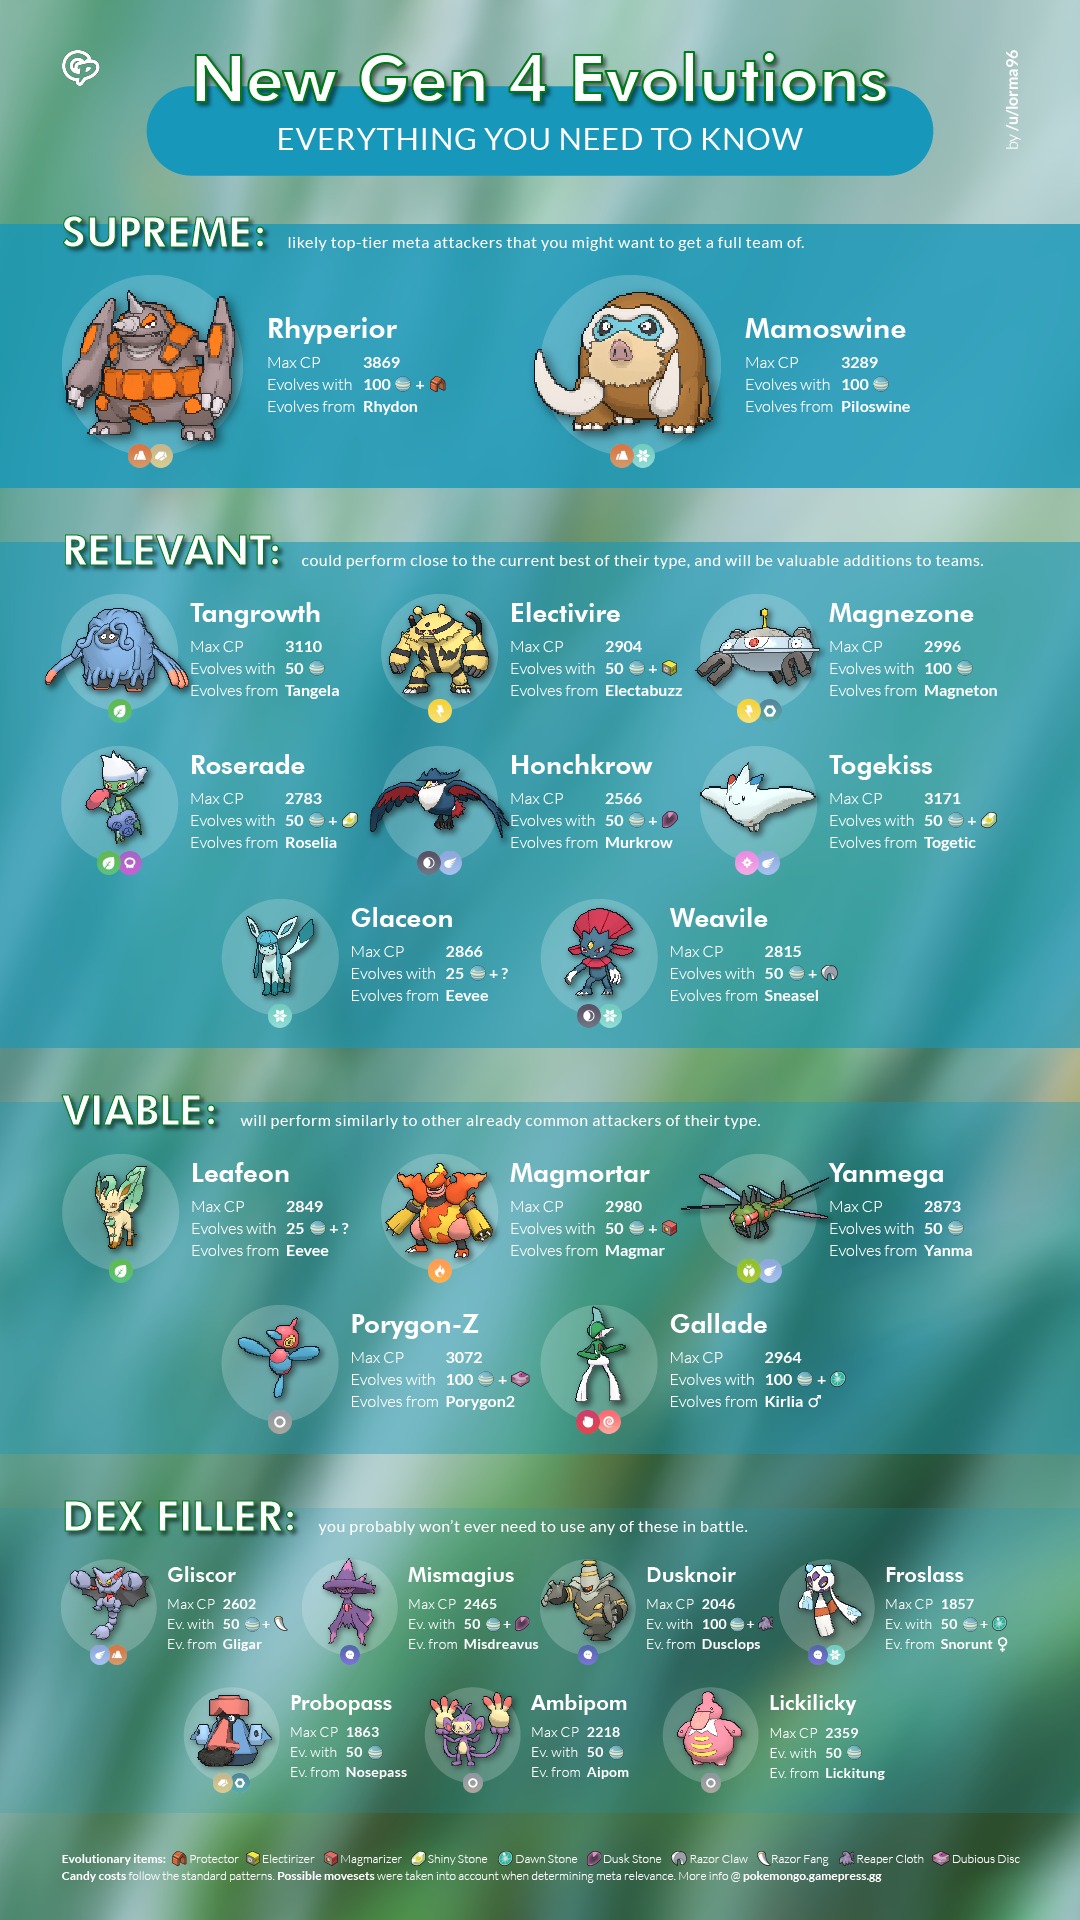 New Gen 4 Evolutions
EVERYTHING YOU NEED TO KNOW
by /u/lorma96
SUPREME: likely top-tier meta attackers that you might want to get a full team of.
Rhyperior
Max CP 3869
Evolves with 100 +
Evolves from Rhydon
Mamoswine
Max CP 3289
Evolves with 100
Evolves from Piloswine
RELEVANT: could perform close to the current best of their type, and will be valuable additions to teams.
Tangrowth
Max CP 3110
Evolves with 50
Evolves from Tangela
Electivire
Max CP 2904
Evolves with 50 +
Evolves from Electabuzz
Magnezone
Max CP 2996
Evolves with 100
Evolves from Magneton
Roserade
Max CP 2783
Evolves with 50 +
Evolves from Roselia
Honchkrow
Max CP 2566
Evolves with 50 +
Evolves from Murkrow
Togekiss
Max CP 3171
Evolves with 50 +
Evolves from Togetic
Glaceon
Max CP 2866
Evolves with 25 + ?
Evolves from Eevee
Weavile
Max CP 2815
Evolves with 50 +
Evolves from Sneasel
VIABLE: will perform similarly to other already common attackers of their type.
Leafeon
Max CP 2849
Evolves with 25 + ?
Evolves from Eevee
Magmortar
Max CP 2980
Evolves with 50 +
Evolves from Magmar
Yanmega
Max CP 2873
Evolves with 50
Evolves from Yanma
Porygon-Z
Max CP 3072
Evolves with 100 +
Evolves from Porygon2
Gallade
Max CP 2964
Evolves with 100 +
Evolves from Kirlia ♂
DEX FILLER: you probably won't ever need to use any of these in battle.
Gliscor
Max CP 2602
Ev. with 50 +
Ev. from Gligar
Mismagius
Max CP 2465
Ev. with 50 +
Ev. from Misdreavus
Dusknoir
Max CP 2046
Ev. with 100 +
Ev. from Dusclops
Froslass
Max CP 1857
Ev. with 50 +
Ev. from Snorunt ♀
Probopass
Max CP 1863
Ev. with 50
Ev. from Nosepass
Ambipom
Max CP 2218
Ev. with 50
Ev. from Aipom
Lickilicky
Max CP 2359
Ev. with 50
Ev. from Lickitung
Evolutionary items: Protector Electirizer Magmarizer Shiny Stone Dawn Stone Dusk Stone Razor Claw Razor Fang Reaper Cloth Dubious Disc
Candy costs follow the standard patterns. Possible movesets were taken into account when determining meta relevance. More info @ pokemongo.gamepress.gg